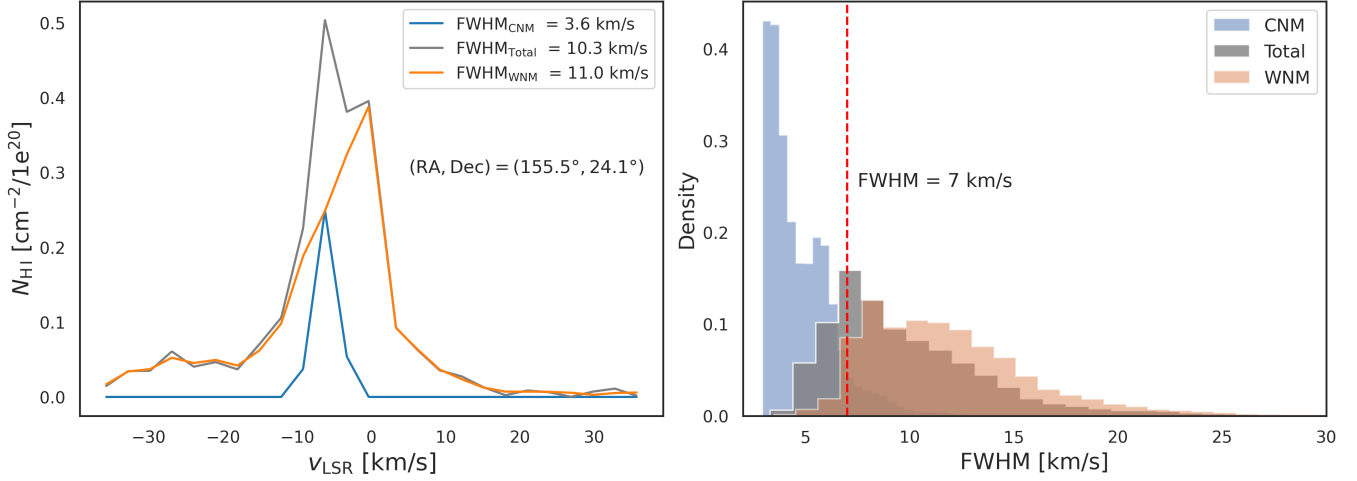 0.5
0.4
0.3
0.2
0.1
0.0
N_HI [cm^−2/1e^20]
FWHM_CNM = 3.6 km/s
FWHM_Total = 10.3 km/s
FWHM_WNM = 11.0 km/s
(RA, Dec) = (155.5°, 24.1°)
−30 −20 −10 0 10 20 30
v_LSR [km/s]
0.4
0.3
0.2
0.1
0.0
Density
CNM
Total
WNM
FWHM = 7 km/s
5 10 15 20 25 30
FWHM [km/s]